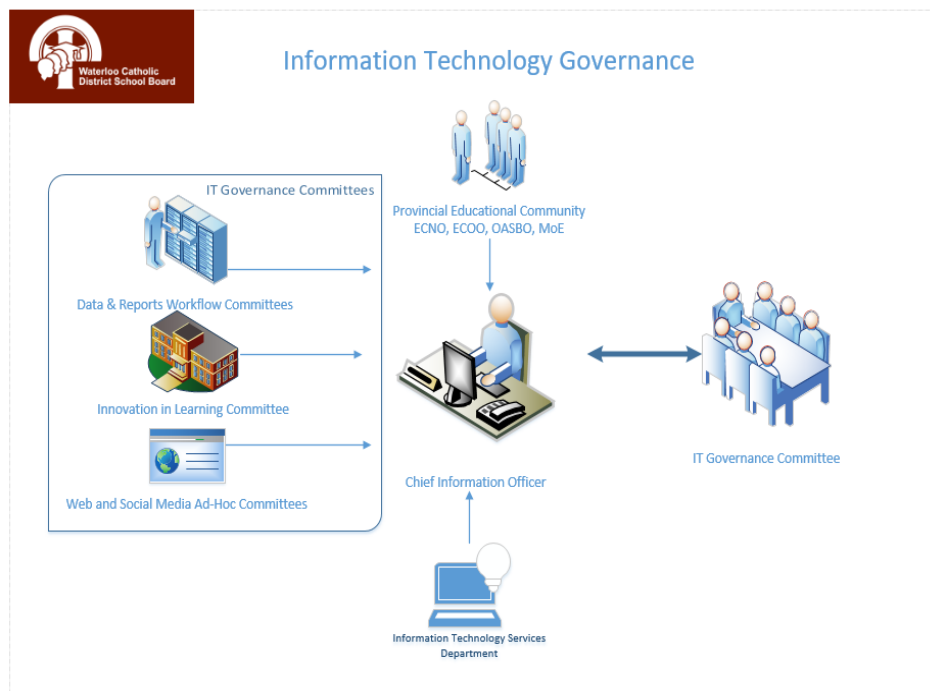 Waterloo Catholic
District School Board
Information Technology Governance
Provincial Educational Community
ECNO, ECOO, OASBO, MoE
IT Governance Committees
Data & Reports Workflow Committees
Innovation in Learning Committee
Web and Social Media Ad-Hoc Committees
Chief Information Officer
IT Governance Committee
Information Technology Services
Department